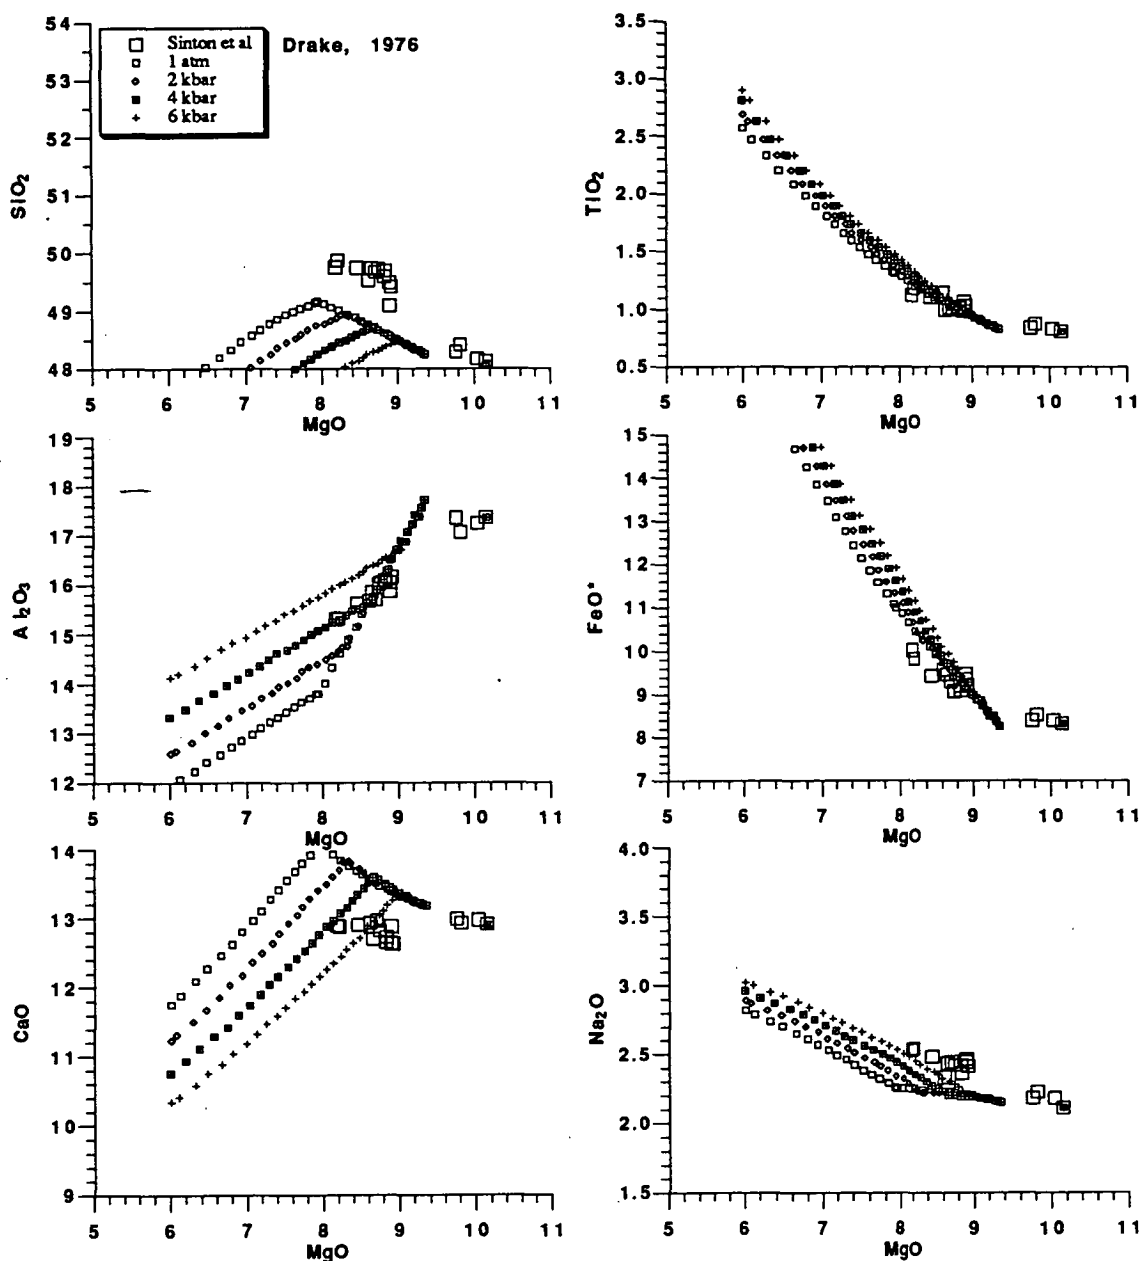 Sinton et al
1 atm
2 kbar
4 kbar
6 kbar
Drake, 1976
54
53
52
51
50
49
48
SiO2
5 6 7 8 9 10 11
MgO
3.5
3.0
2.5
2.0
1.5
1.0
0.5
TiO2
5 6 7 8 9 10 11
MgO
19
18
17
16
15
14
13
12
Al2O3
5 6 7 8 9 10 11
MgO
15
14
13
12
11
10
9
8
7
FeO*
5 6 7 8 9 10 11
MgO
14
13
12
11
10
9
CaO
5 6 7 8 9 10 11
MgO
4.0
3.5
3.0
2.5
2.0
1.5
Na2O
5 6 7 8 9 10 11
MgO